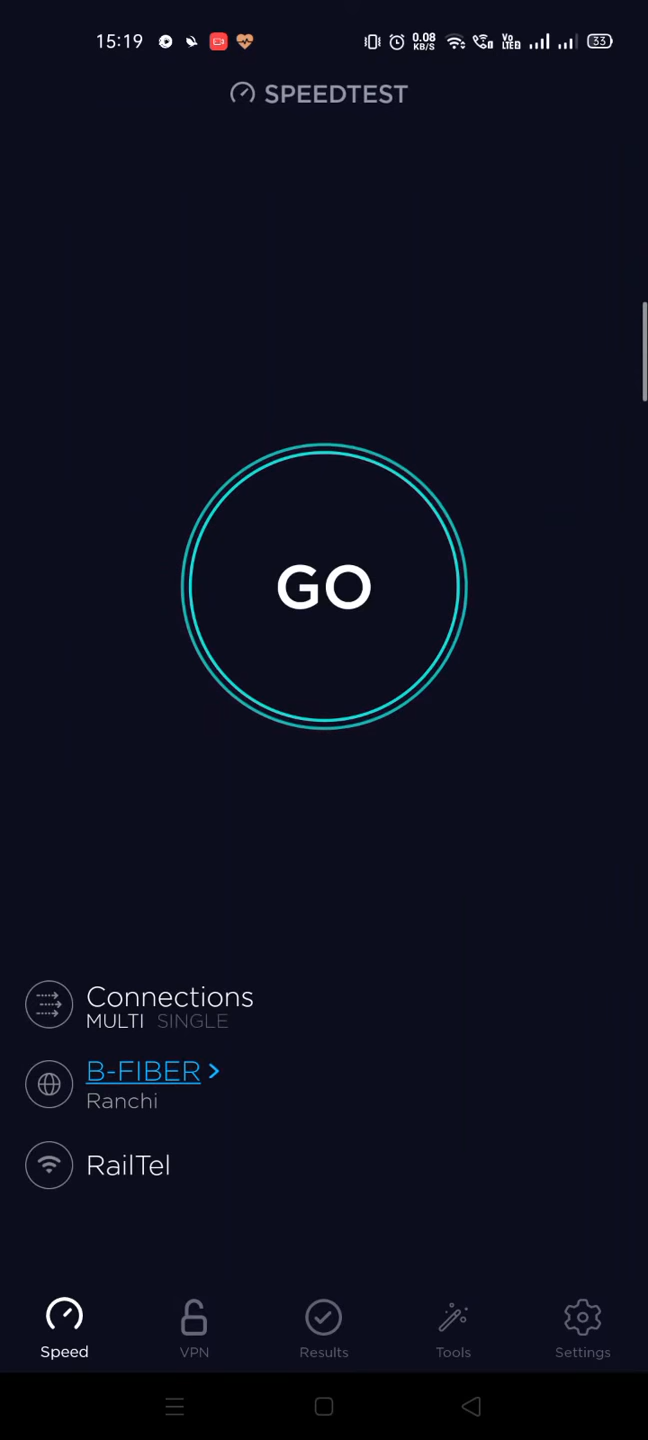 15:19 0.08 KB/S Vo LTE2 33
SPEEDTEST
GO
Connections
MULTI SINGLE
B-FIBER >
Ranchi
RailTel
Speed VPN Results Tools Settings